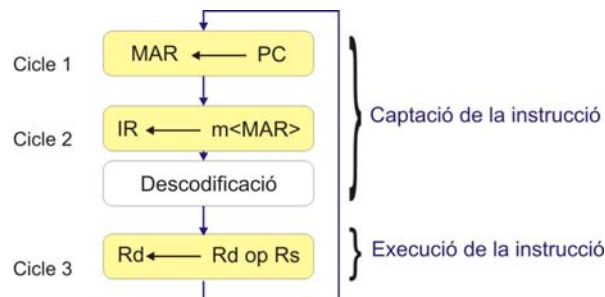 Cicle 1
MAR ← PC
Cicle 2
IR ← m<MAR>
Descodificació
Captació de la instrucció
Cicle 3
Rd ← Rd op Rs
Execució de la instrucció